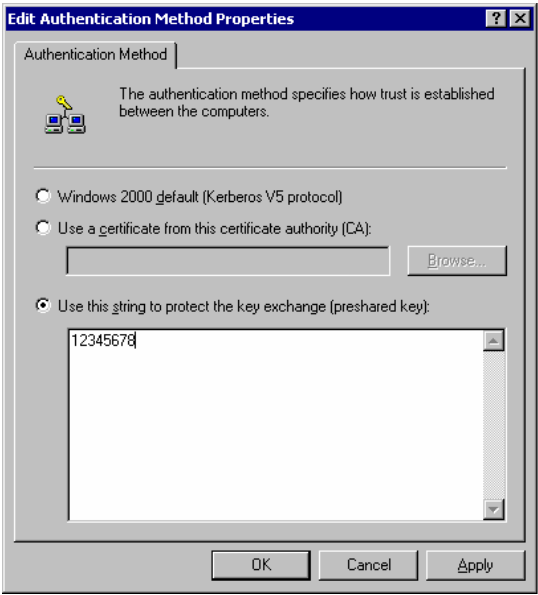 Edit Authentication Method Properties
Authentication Method
The authentication method specifies how trust is established
between the computers.
Windows 2000 default (Kerberos V5 protocol)
Use a certificate from this certificate authority (CA):
Browse...
Use this string to protect the key exchange (preshared key):
12345678
OK Cancel Apply